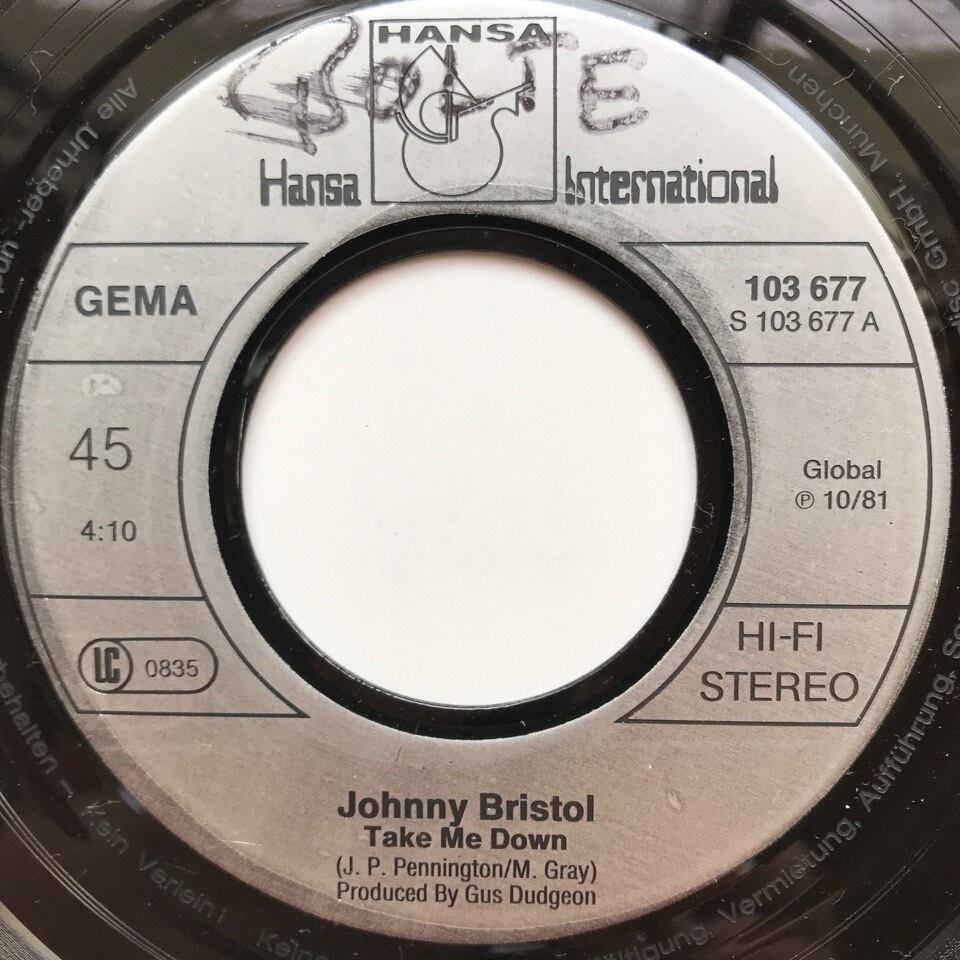 HANSA
Hansa International
GEMA
103 677
S 103 677 A
45
4:10
Global
℗ 10/81
LC 0835
HI-FI
STEREO
Johnny Bristol
Take Me Down
(J. P. Pennington/M. Gray)
Produced By Gus Dudgeon
Alle Urheber- und
GmbH, München
behalten – Kein Verleih!
Vermietung, Aufführung,